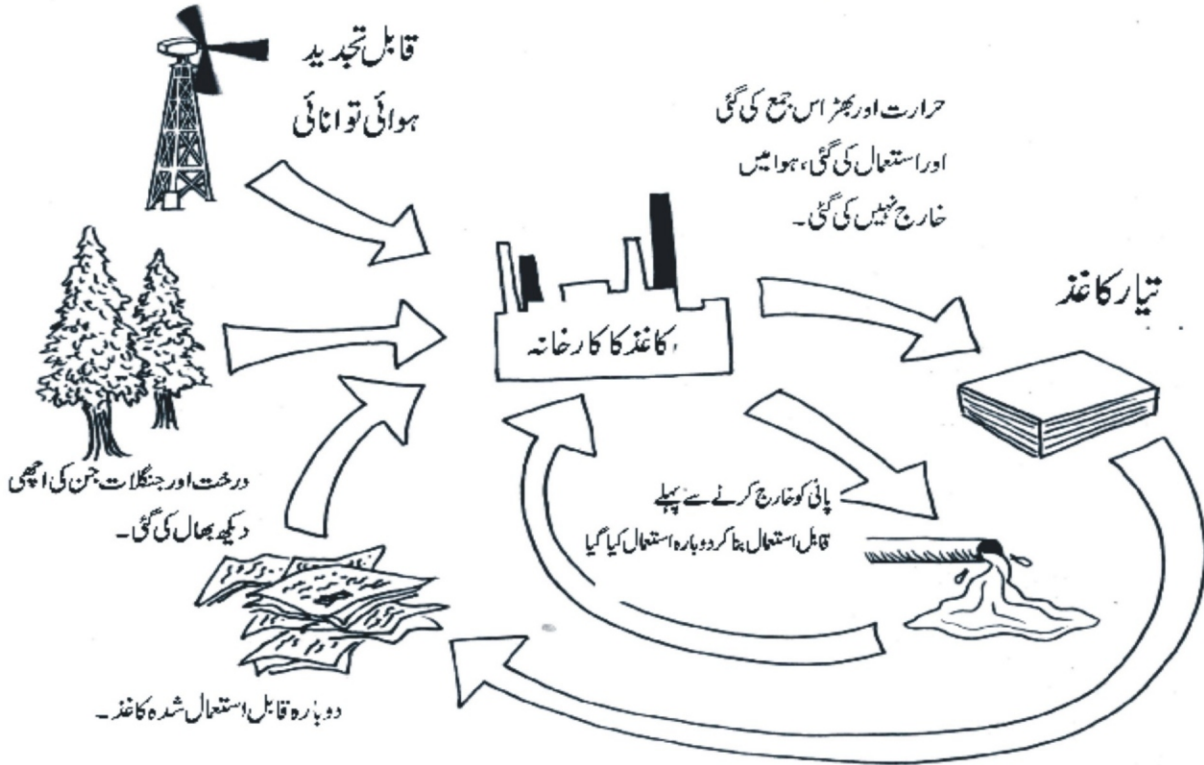 قابل تجدید
ہوائی توانائی
حرارت اور بھڑاس جمع کی گئی
اور استعمال کی گئی، ہوا میں
خارج نہیں کی گئی۔
تیار کاغذ
کاغذ کا کارخانہ
درخت اور جنگلات جن کی اچھی
دیکھ بھال کی گئی۔
پانی کو خارج کرنے سے پہلے
قابل استعمال بنا کر دوبارہ استعمال کیا گیا
دوبارہ قابل استعمال شدہ کاغذ۔